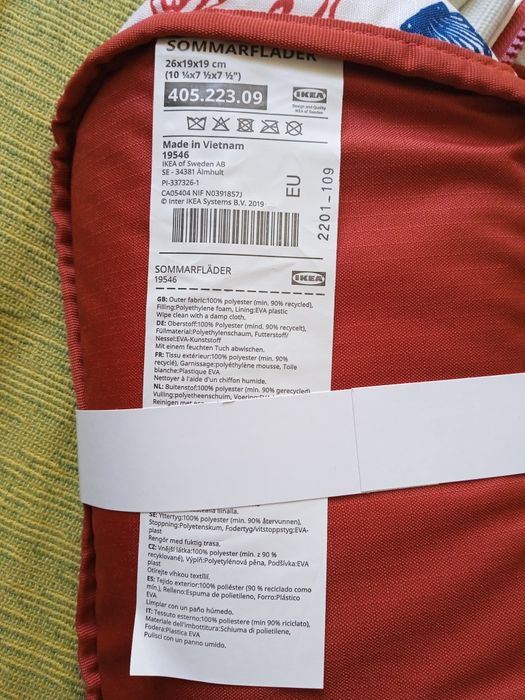 SOMMARFLÄDER
26x19x19 cm
(10 ¼x7 ½x7 ½")
405.223.09
IKEA
Design and Quality
IKEA of Sweden
Made in Vietnam
19546
IKEA of Sweden AB
SE - 34381 Älmhult
PI-337326-1
CA05404 NIF N0391857J
© Inter IKEA Systems B.V. 2019
EU
2201-109
SOMMARFLÄDER
IKEA
19546
GB: Outer fabric:100% polyester (min. 90% recycled),
Filling:Polyethylene foam, Lining:EVA plastic
Wipe clean with a damp cloth.
DE: Oberstoff:100% Polyester (mind. 90% recycelt),
Füllmaterial:Polyethylenschaum, Futterstoff/
Nessel:EVA-Kunststoff
Mit einem feuchten Tuch abwischen.
FR: Tissu extérieur:100% polyester (min. 90%
recyclé), Garnissage:polyéthylène mousse, Toile
blanche:Plastique EVA
Nettoyer à l'aide d'un chiffon humide.
NL: Buitenstof:100% polyester (min. 90% gerecycled)
Vulling:polyetheenschuim,
Reinigen met
SE: Yttertyg:100% polyester (min. 90% återvunnen),
Stoppning:Polyetenskum, Fodertyg/vitstoppstyg:EVA-
plast
Rengör med fuktig trasa.
CZ: Vnější látka:100% polyester (min. z 90 %
recyklované), Výplň:Polyetylénová pěna, Podšívka:EVA
plast
Otírejte vlhkou textilií.
ES: Tejido exterior:100% poliéster (90 % reciclado como
mín.), Relleno:Espuma de polietileno, Forro:Plástico
EVA
Limpiar con un paño húmedo.
IT: Tessuto esterno:100% poliestere (min. 90% riciclato),
Materiale dell'imbottitura:Schiuma di polietilene,
Fodera:Plastica EVA
Pulisci con un panno umido.